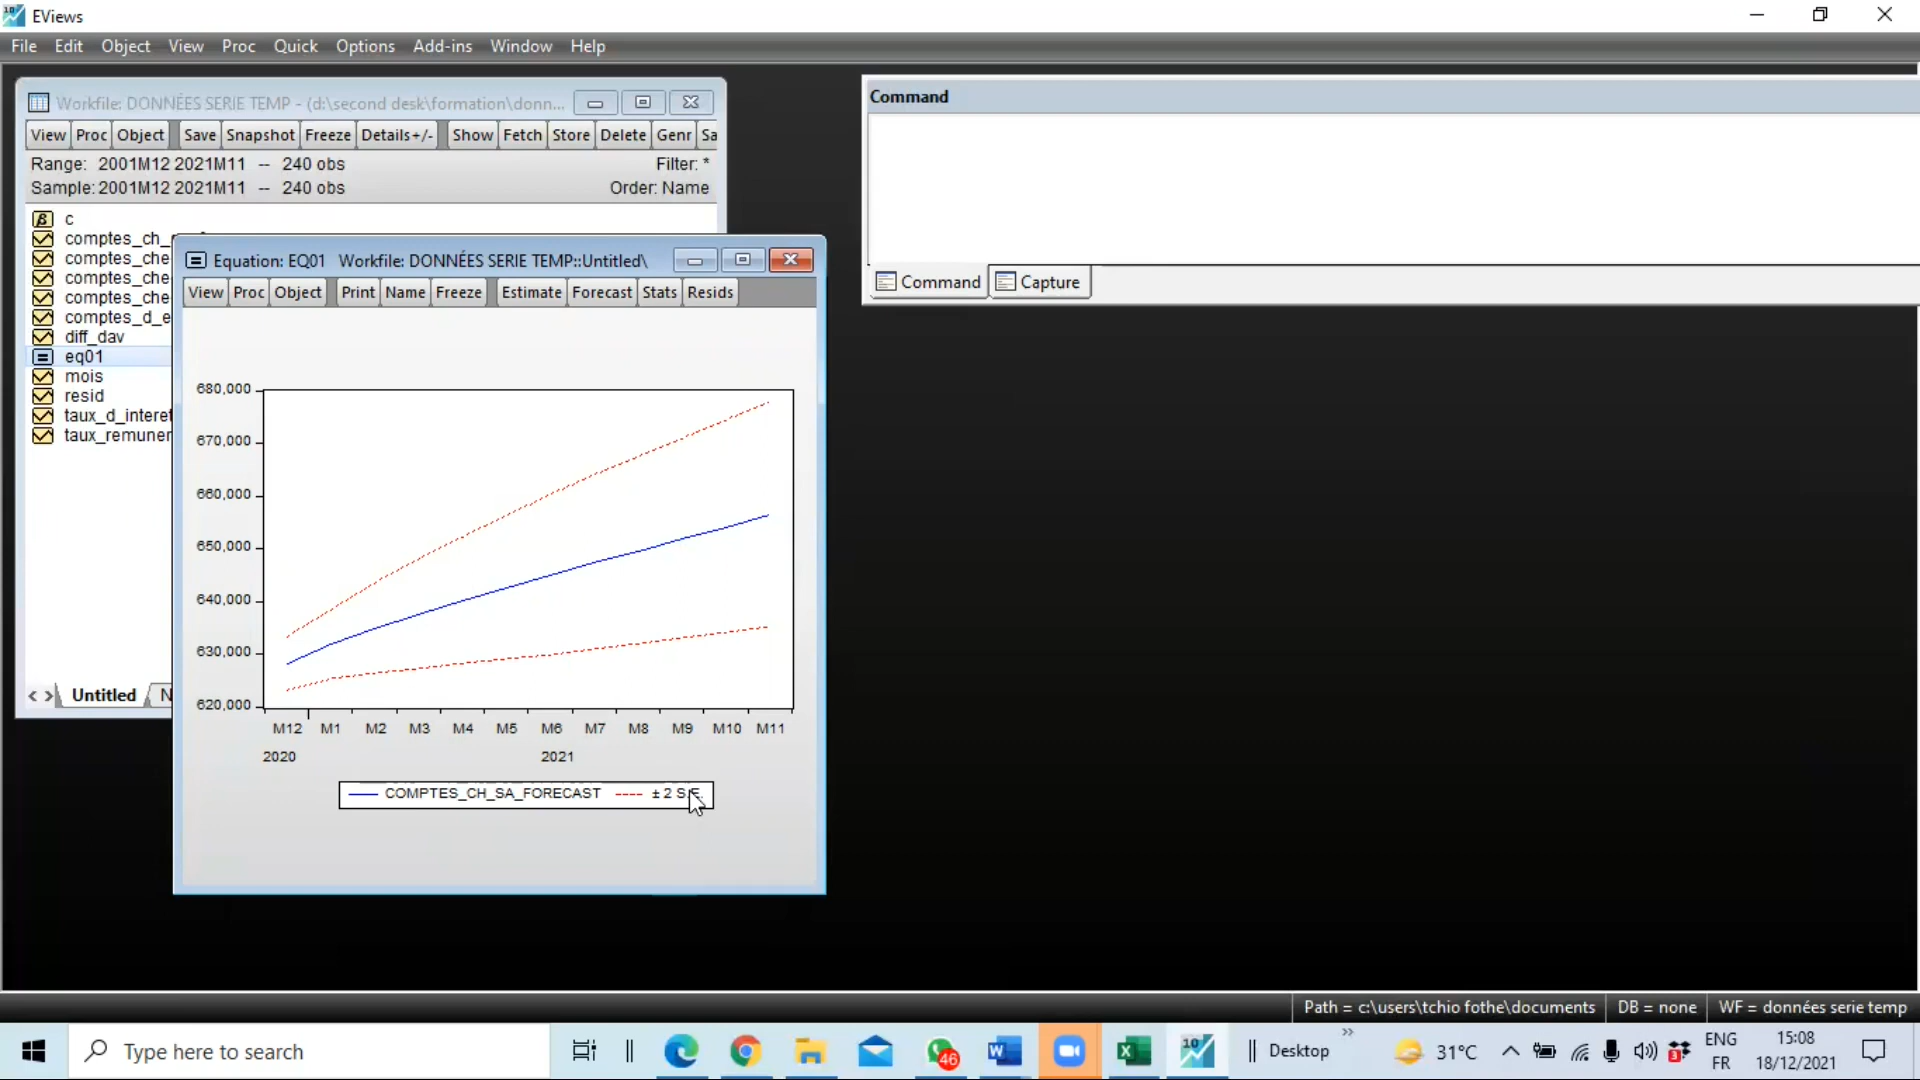 EViews
File Edit Object View Proc Quick Options Add-ins Window Help
Workfile: DONNÉES SERIE TEMP - (d:\second desk\formation\donn...
View Proc Object Save Snapshot Freeze Details+/- Show Fetch Store Delete Genr Sa
Range: 2001M12 2021M11 -- 240 obs
Filter: *
Sample: 2001M12 2021M11 -- 240 obs
Order: Name
c
comptes_ch_
comptes_che
comptes_che
comptes_che
comptes_d_e
diff_dav
eq01
mois
resid
taux_d_interet
taux_remuner
< > Untitled N
Equation: EQ01 Workfile: DONNÉES SERIE TEMP::Untitled\
View Proc Object Print Name Freeze Estimate Forecast Stats Resids
680,000
670,000
660,000
650,000
640,000
630,000
620,000
M12 M1 M2 M3 M4 M5 M6 M7 M8 M9 M10 M11
2020 2021
COMPTES_CH_SA_FORECAST ± 2 S.E.
Command
Command Capture
Path = c:\users\tchio fothe\documents DB = none WF = données serie temp
Type here to search
46
10
Desktop
31°C
3
ENG
FR
15:08
18/12/2021